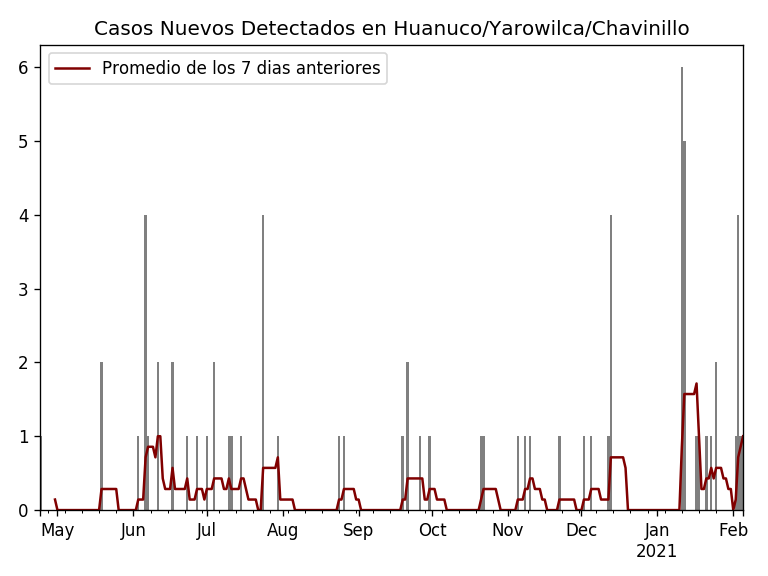 Casos Nuevos Detectados en Huanuco/Yarowilca/Chavinillo
Promedio de los 7 dias anteriores
6
5
4
3
2
1
0
May Jun Jul Aug Sep Oct Nov Dec Jan Feb
2021